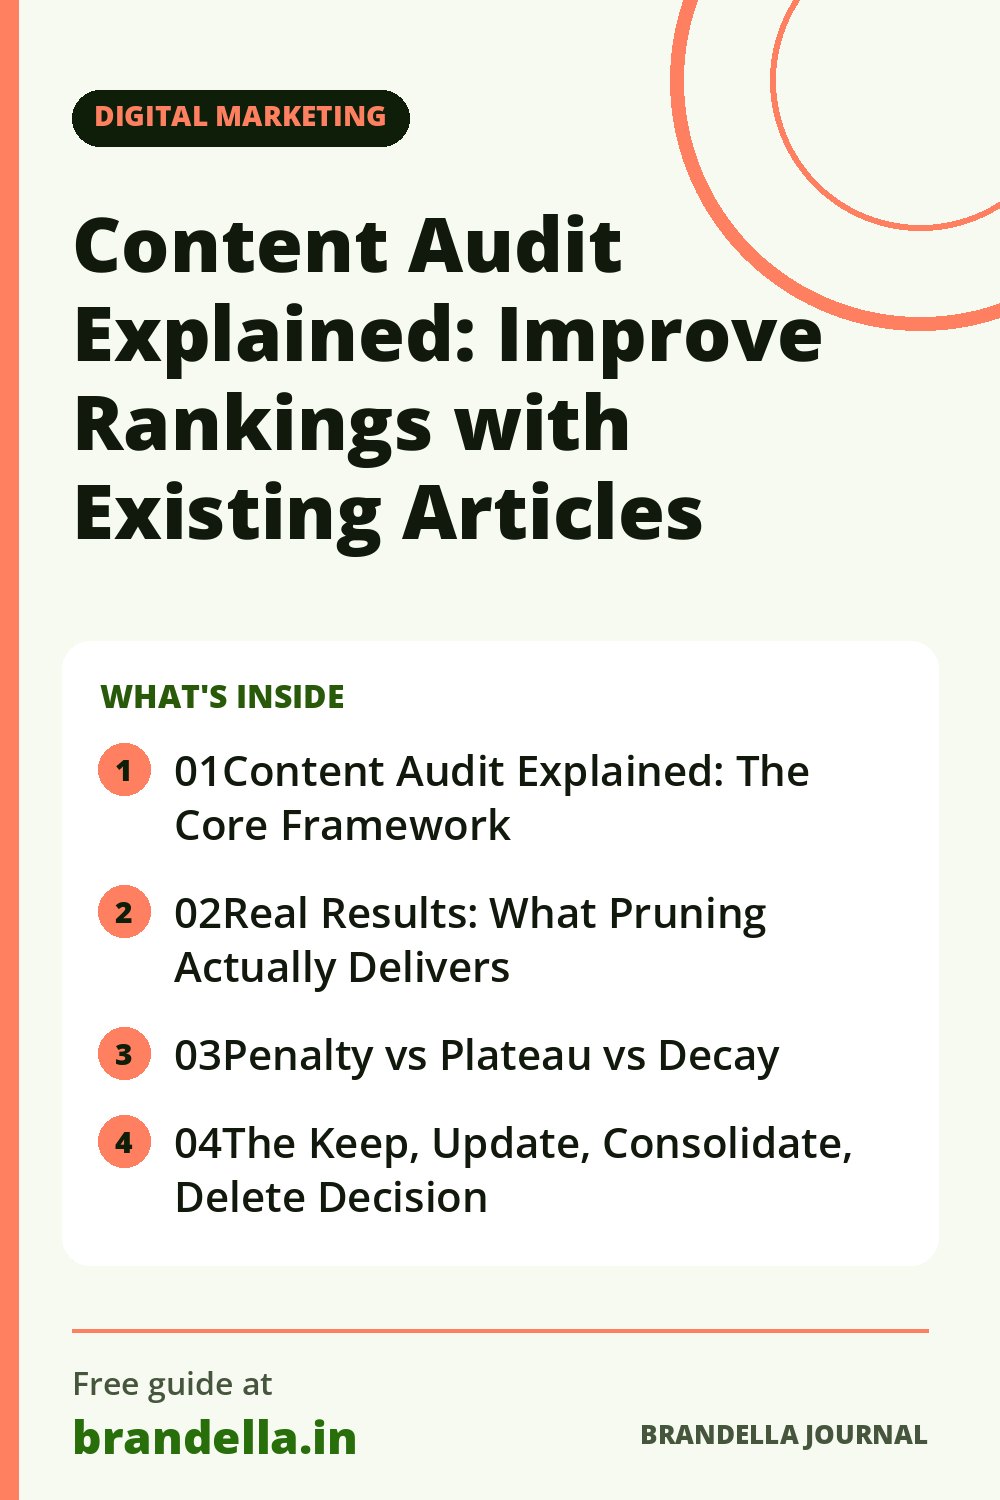 DIGITAL MARKETING
Content Audit
Explained: Improve
Rankings with
Existing Articles
WHAT'S INSIDE
1 01Content Audit Explained: The
Core Framework
2 02Real Results: What Pruning
Actually Delivers
3 03Penalty vs Plateau vs Decay
4 04The Keep, Update, Consolidate,
Delete Decision
Free guide at
brandella.in
BRANDELLA JOURNAL